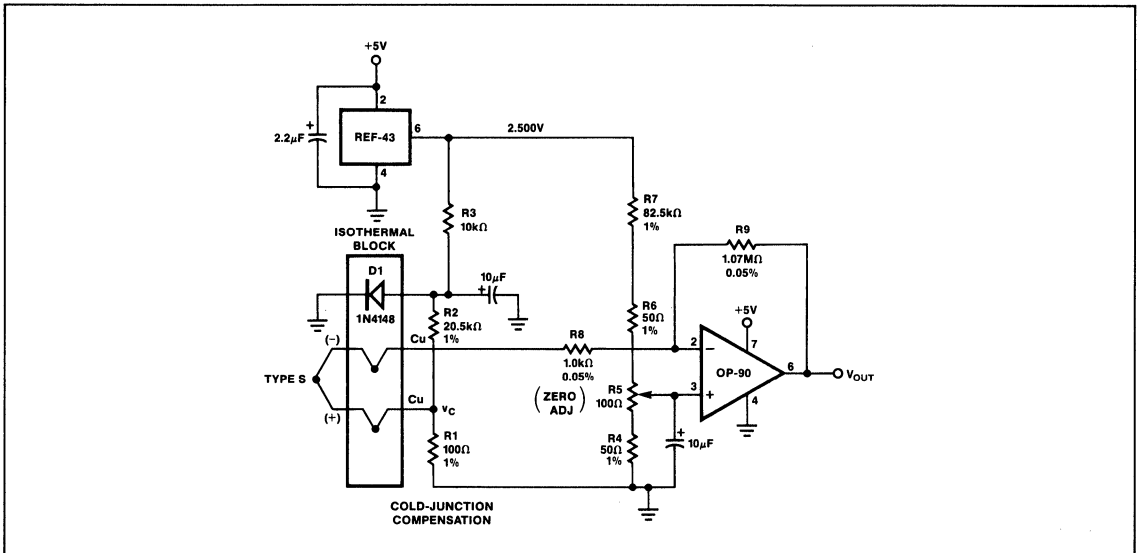 +5V
2
2.2μF
+
REF-43
6
2.500V
4
R3
10kΩ
R7
82.5kΩ
1%
ISOTHERMAL
BLOCK
D1
1N4148
10μF
+
R9
1.07MΩ
0.05%
R2
20.5kΩ
1%
R6
50Ω
1%
+5V
(–)
Cu
R8
1.0kΩ
0.05%
2
–
7
OP-90
6
VOUT
TYPE S
(ZERO
ADJ)
R5
100Ω
3
+
4
(+)
Cu
vC
R1
100Ω
1%
R4
50Ω
1%
+
10μF
COLD-JUNCTION
COMPENSATION